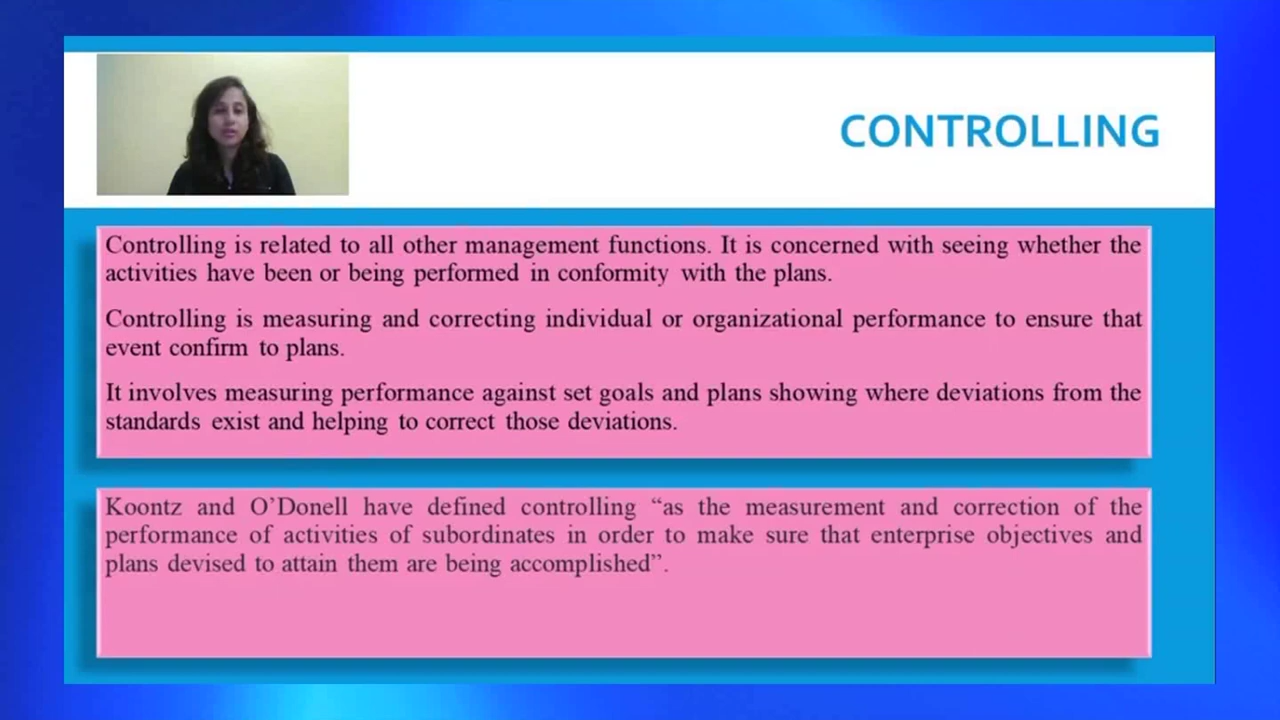 CONTROLLING
Controlling is related to all other management functions. It is concerned with seeing whether the
activities have been or being performed in conformity with the plans.
Controlling is measuring and correcting individual or organizational performance to ensure that
event confirm to plans.
It involves measuring performance against set goals and plans showing where deviations from the
standards exist and helping to correct those deviations.
Koontz and O’Donell have defined controlling “as the measurement and correction of the
performance of activities of subordinates in order to make sure that enterprise objectives and
plans devised to attain them are being accomplished”.